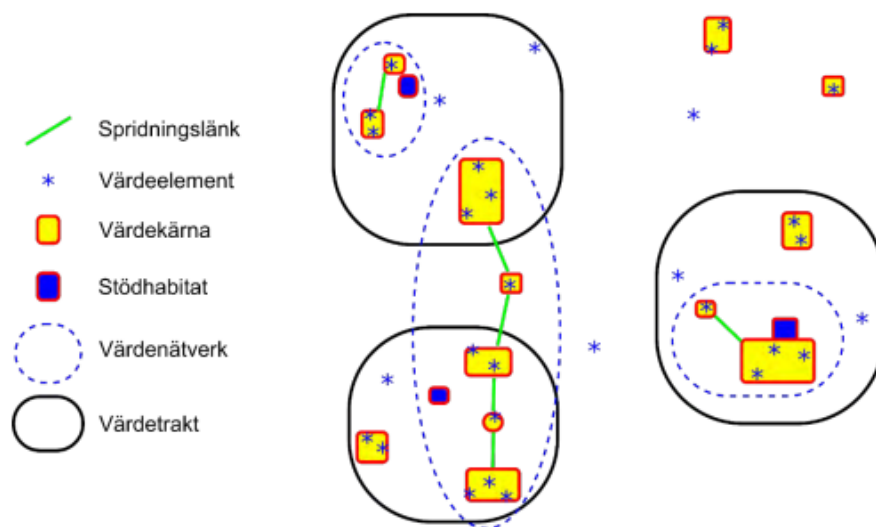 Spridningslänk
Värdeelement
Värdekärna
Stödhabitat
Värdenätverk
Värdetrakt